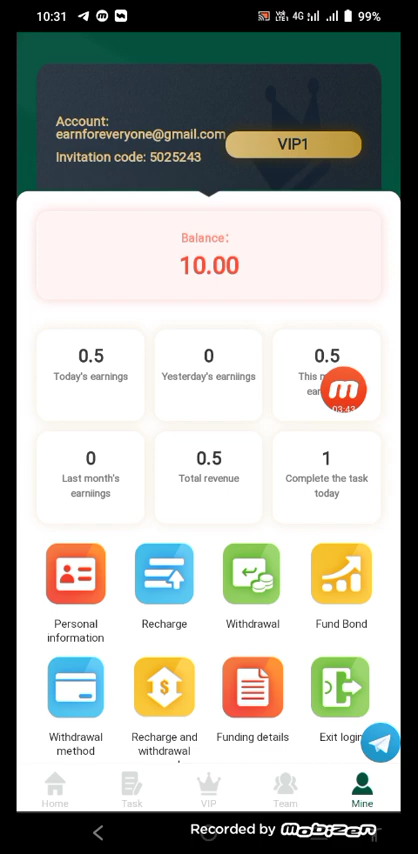 10:31
4G
99%
Account:
earnforeveryone@gmail.com
Invitation code: 5025243
VIP1
Balance:
10.00
0.5
Today's earnings
0
Yesterday's earniings
0.5
This
03:43
0
Last month's
earniings
0.5
Total revenue
1
Complete the task
today
Personal
information
Recharge
Withdrawal
Fund Bond
Withdrawal
method
Recharge and
withdrawal
Funding details
Exit login
Home
Task
VIP
Team
Mine
Recorded by MOBIZEN